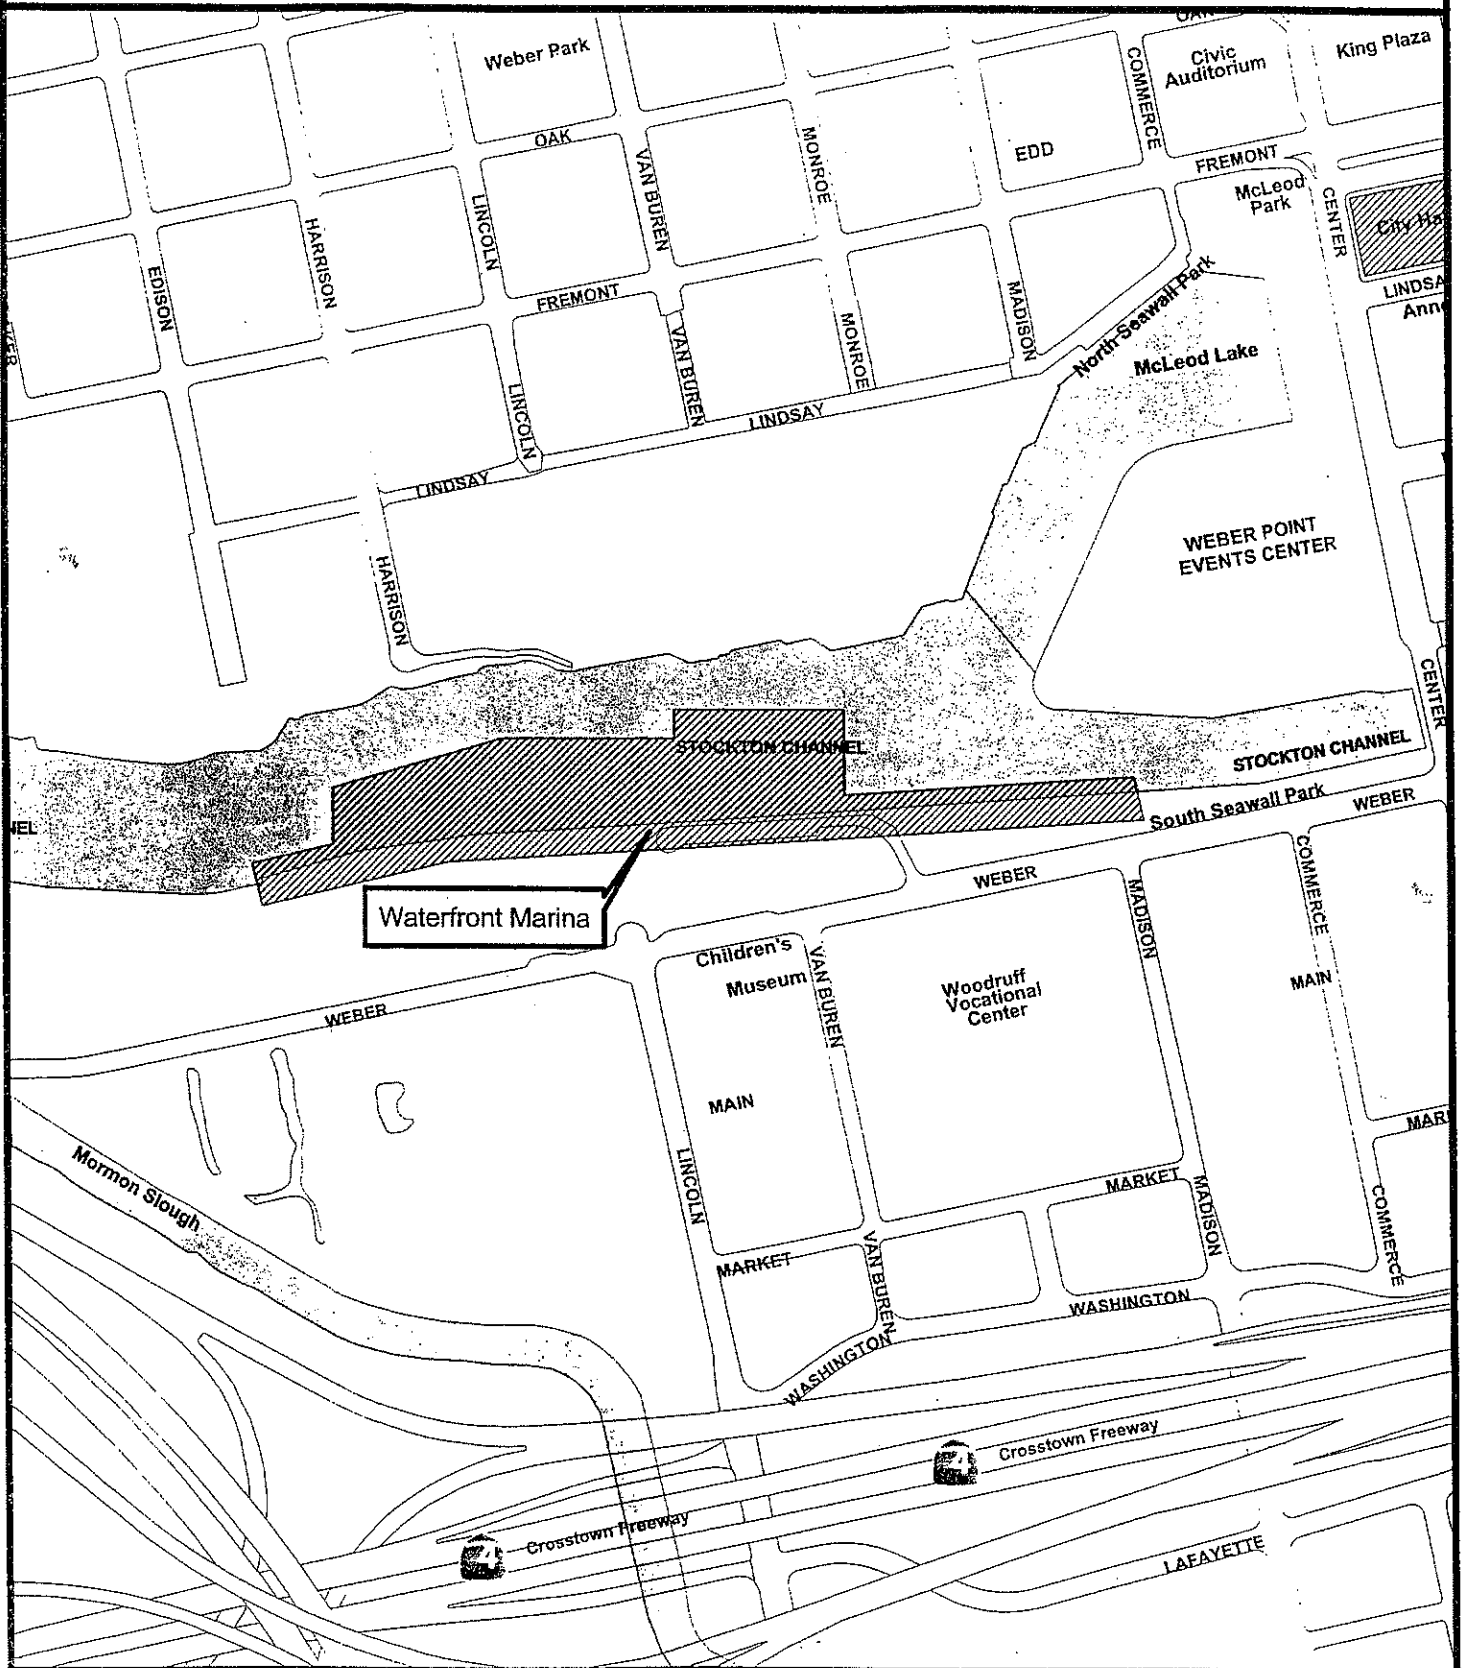 OAK
Weber Park
COMMERCE
Civic
Auditorium
King Plaza
OAK
VAN BUREN
MONROE
EDD
FREMONT
McLeod
Park
CENTER
LINCOLN
HARRISON
EDISON
FREMONT
MADISON
MONROE
VAN BUREN
LINCOLN
North Seawall Park
McLeod Lake
LINDSAY
LINDSAY
HARRISON
WEBER POINT
EVENTS CENTER
CENTER
STOCKTON CHANNEL
STOCKTON CHANNEL
South Seawall Park
WEBER
Waterfront Marina
WEBER
MADISON
COMMERCE
Children's
Museum
VAN BUREN
Woodruff
Vocational
Center
MAIN
WEBER
MAIN
Mormon Slough
LINCOLN
MARKET
MADISON
COMMERCE
MARKET
VAN BUREN
WASHINGTON
WASHINGTON
4
Crosstown Freeway
4
Crosstown Freeway
LAFAYETTE